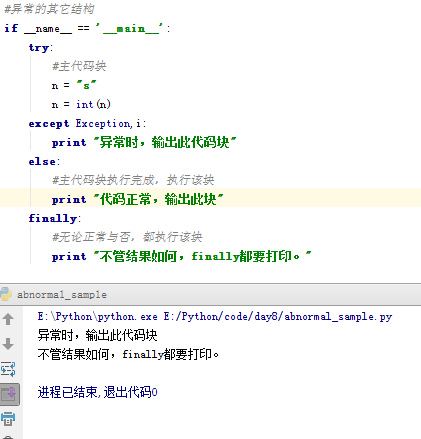 #异常的其它结构
if __name__ == '__main__':
try:
#主代码块
n = "s"
n = int(n)
except Exception,i:
print "异常时，输出此代码块"
else:
#主代码块执行完成，执行该块
print "代码正常，输出此块"
finally:
#无论正常与否，都执行该块
print "不管结果如何，finally都要打印。"
abnormal_sample
E:\Python\python.exe E:/Python/code/day8/abnormal_sample.py
异常时，输出此代码块
不管结果如何，finally都要打印。
进程已结束,退出代码0